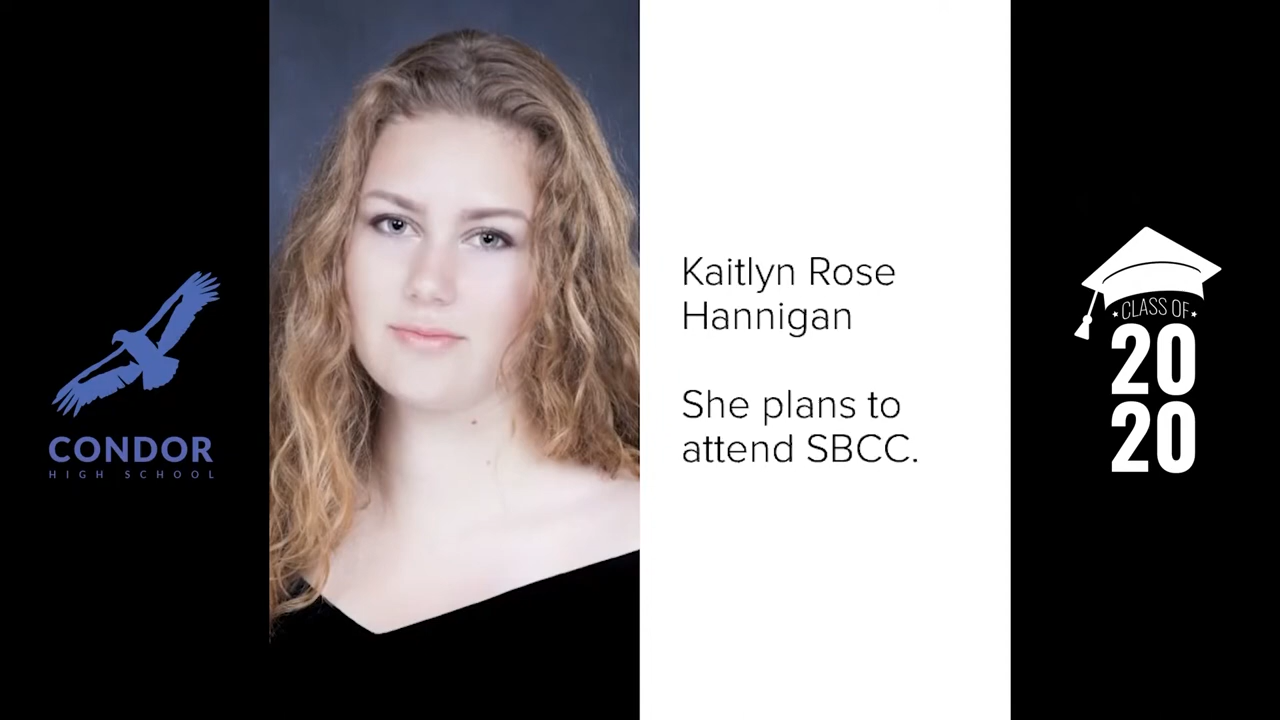 CONDOR
HIGH SCHOOL
Kaitlyn Rose
Hannigan
She plans to
attend SBCC.
CLASS OF
20
20